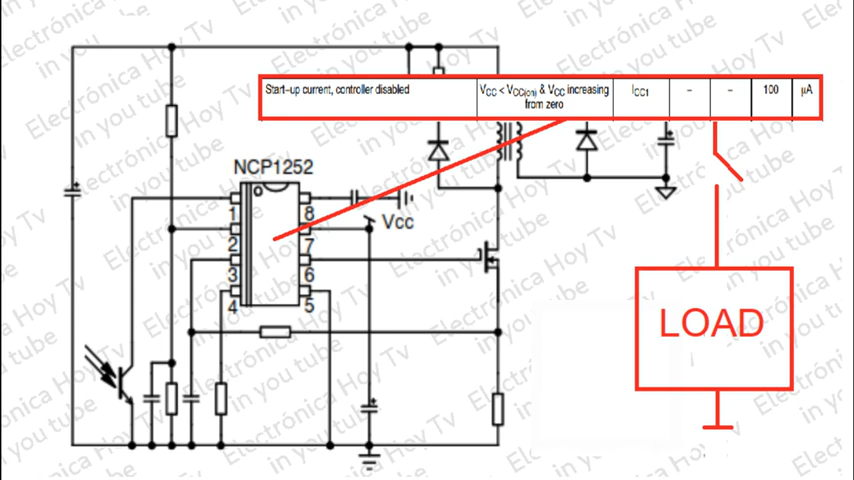 Electrónica Hoy Tv
in you tube
Start-up current, controller disabled
VCC < VCC(on) & VCC increasing
from zero
ICC1
–
–
100
µA
NCP1252
1
8
Vcc
2
7
3
6
4
5
LOAD